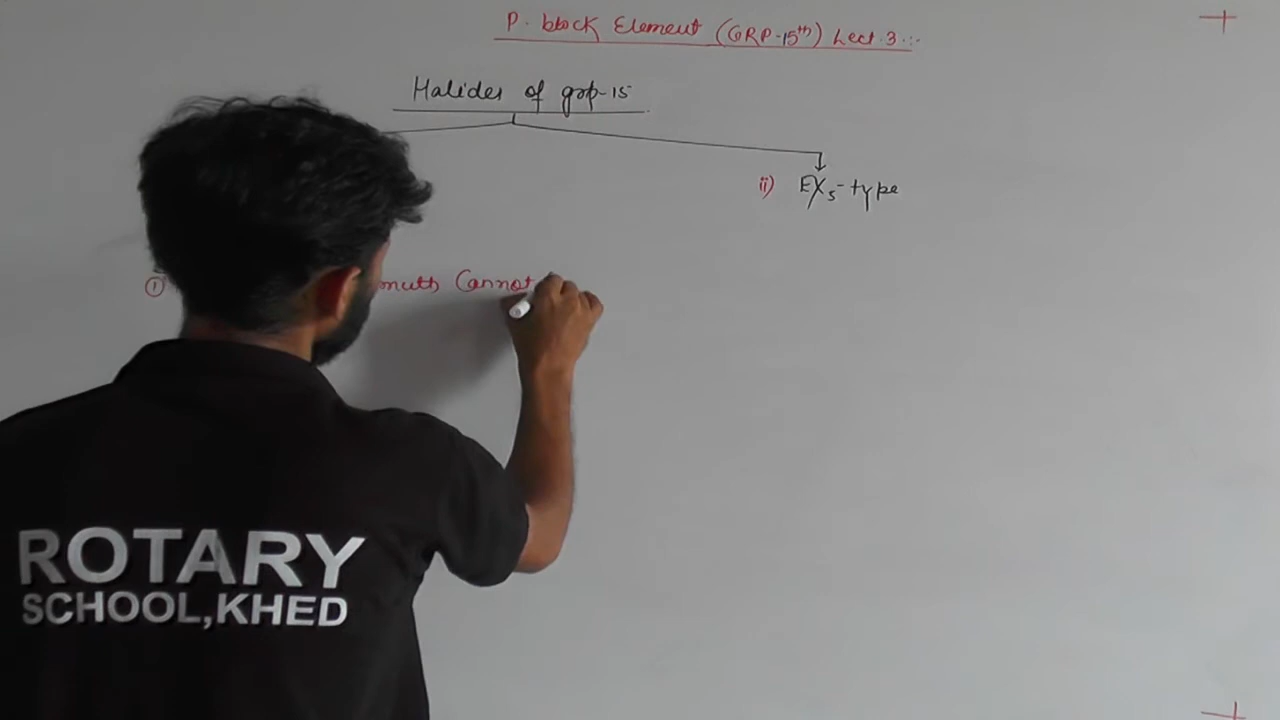 P. block Element (GRP-15th) Lect. 3 :-
Halides of grp-15
ii) EX5-type
① muth Cannot
ROTARY
SCHOOL,KHED